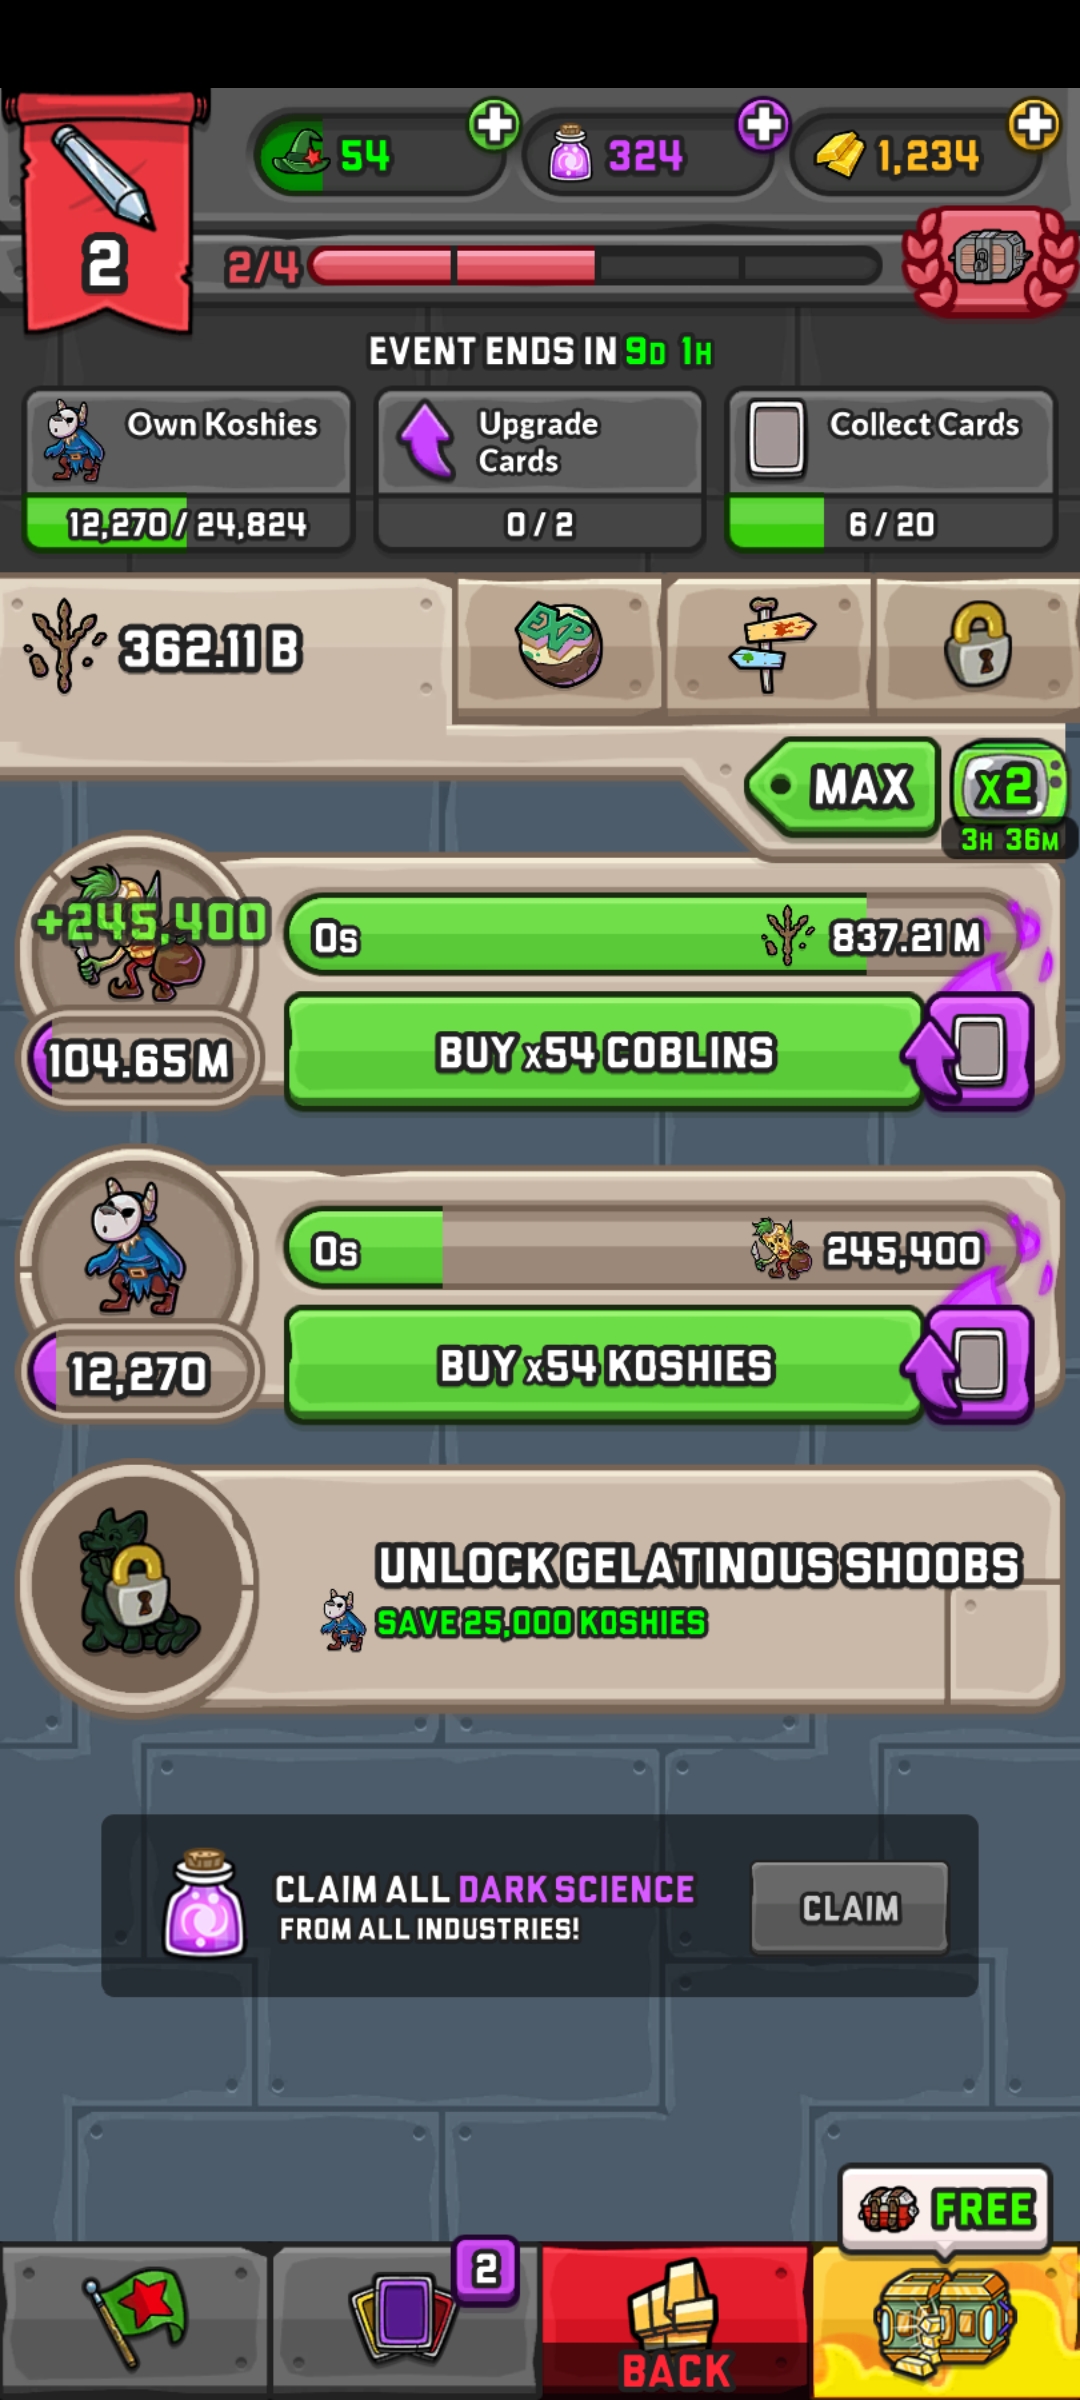 54
324
1,234
2
2/4
EVENT ENDS IN 9D 1H
Own Koshies
12,270 / 24,824
Upgrade
Cards
0 / 2
Collect Cards
6 / 20
362.11 B
EXP
MAX
x2
3H 36M
+245,400
104.65 M
0s
837.21 M
BUY x54 COBLINS
12,270
0s
245,400
BUY x54 KOSHIES
UNLOCK GELATINOUS SHOOBS
SAVE 25,000 KOSHIES
CLAIM ALL DARK SCIENCE
FROM ALL INDUSTRIES!
CLAIM
FREE
2
BACK